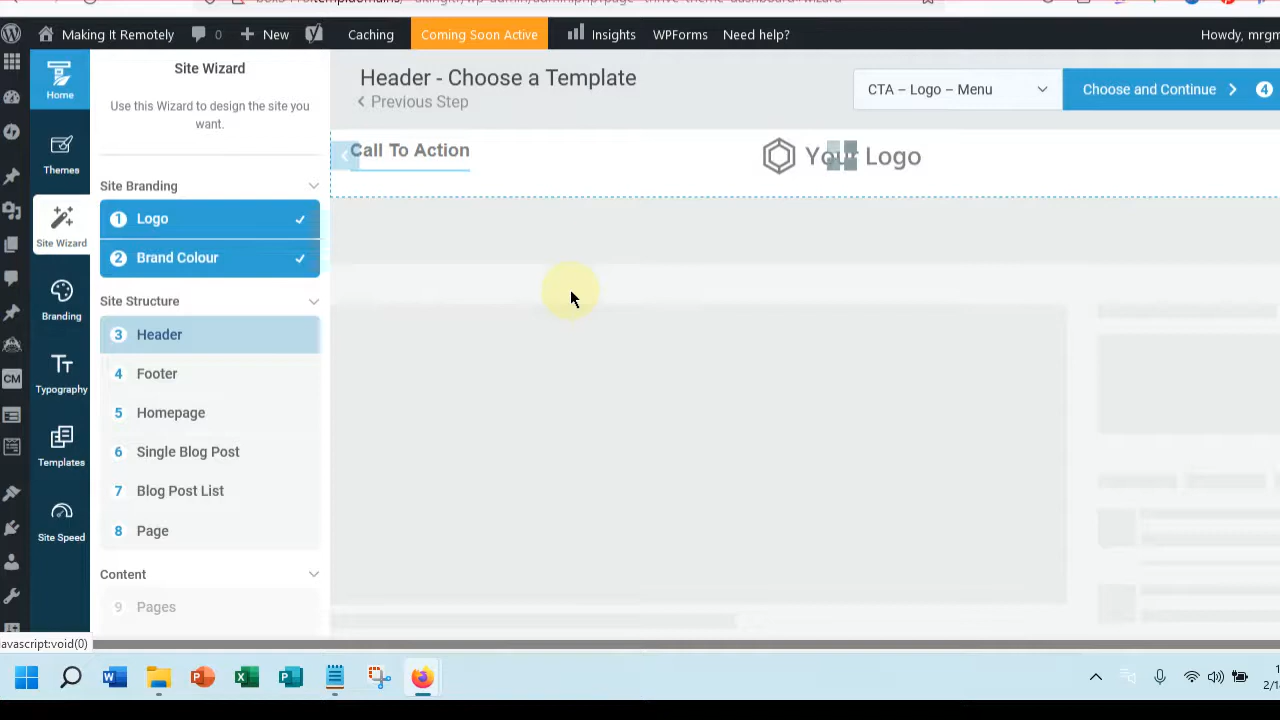 Making It Remotely
0
New
Caching
Coming Soon Active
Insights
WPForms
Need help?
Howdy, mrgm
Home
Themes
Site Wizard
Branding
Typography
Templates
Site Speed
CM
Site Wizard
Use this Wizard to design the site you
want.
Site Branding
1 Logo
2 Brand Colour
Site Structure
3 Header
4 Footer
5 Homepage
6 Single Blog Post
7 Blog Post List
8 Page
Content
9 Pages
Header - Choose a Template
Previous Step
CTA – Logo – Menu
Choose and Continue
4
Call To Action
Your Logo
avascript:void(0)